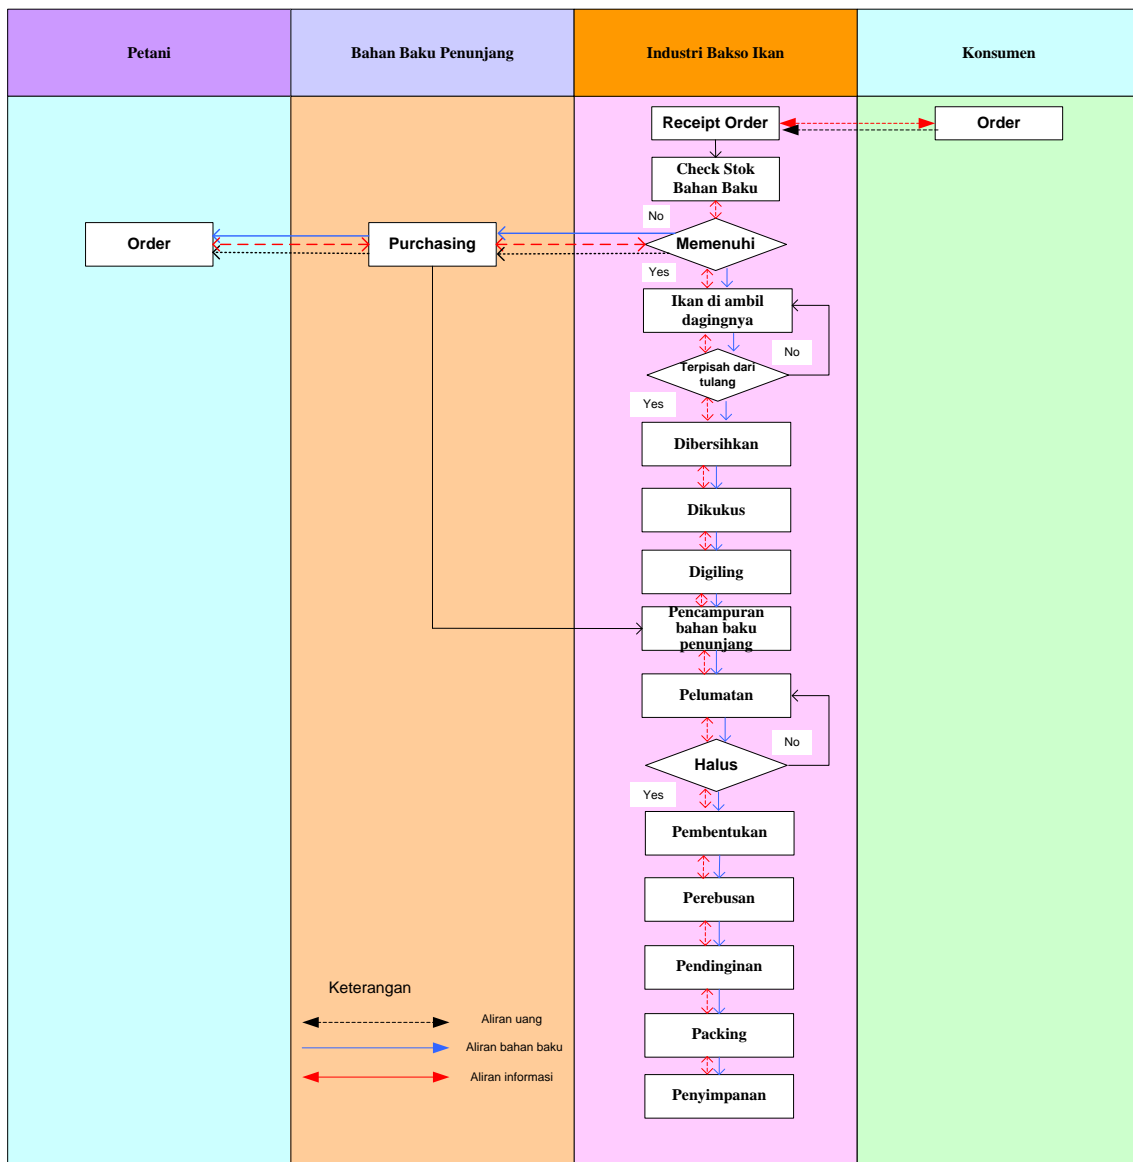 Petani
Bahan Baku Penunjang
Industri Bakso Ikan
Konsumen
Receipt Order
Order
Check Stok
Bahan Baku
No
Order
Purchasing
Memenuhi
Yes
Ikan di ambil
dagingnya
No
Terpisah dari
tulang
Yes
Dibersihkan
Dikukus
Digiling
Pencampuran
bahan baku
penunjang
Pelumatan
No
Halus
Yes
Pembentukan
Perebusan
Pendinginan
Keterangan
Aliran uang
Packing
Aliran bahan baku
Aliran informasi
Penyimpanan